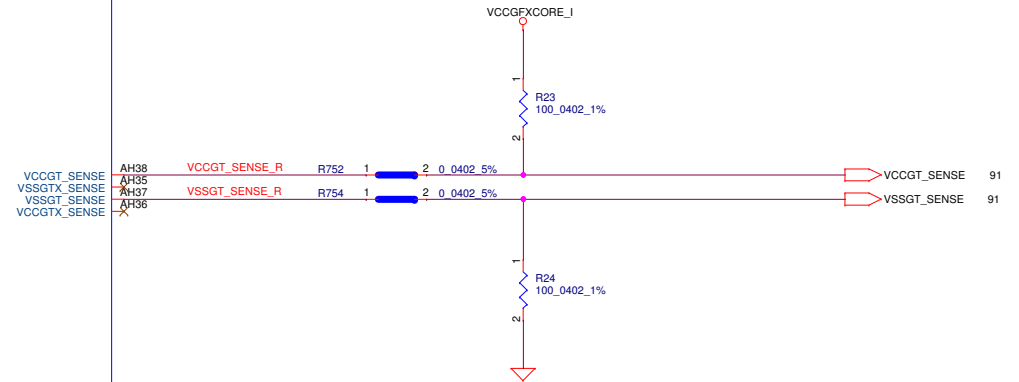 VCCGFXCORE_I
1
R23
100_0402_1%
2
VCCGT_SENSE AH38 VCCGT_SENSE_R R752 1 2 0_0402_5% VCCGT_SENSE 91
VSSGTX_SENSE AH35
VSSGT_SENSE AH37 VSSGT_SENSE_R R754 1 2 0_0402_5% VSSGT_SENSE 91
VCCGTX_SENSE AH36
1
R24
100_0402_1%
2